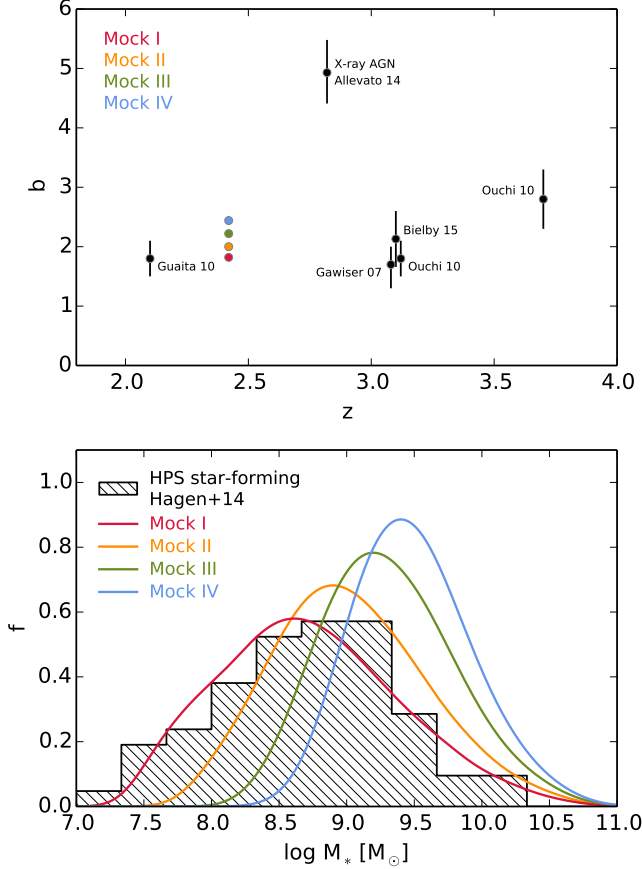 6
5
4
3
2
1
0
b
Mock I
Mock II
Mock III
Mock IV
X-ray AGN
Allevato 14
Ouchi 10
Bielby 15
Guaita 10
Gawiser 07
Ouchi 10
2.0
2.5
3.0
3.5
4.0
z
1.0
0.8
0.6
0.4
0.2
0.0
f
HPS star-forming
Hagen+14
Mock I
Mock II
Mock III
Mock IV
7.0
7.5
8.0
8.5
9.0
9.5
10.0
10.5
11.0
log M* [M☉]